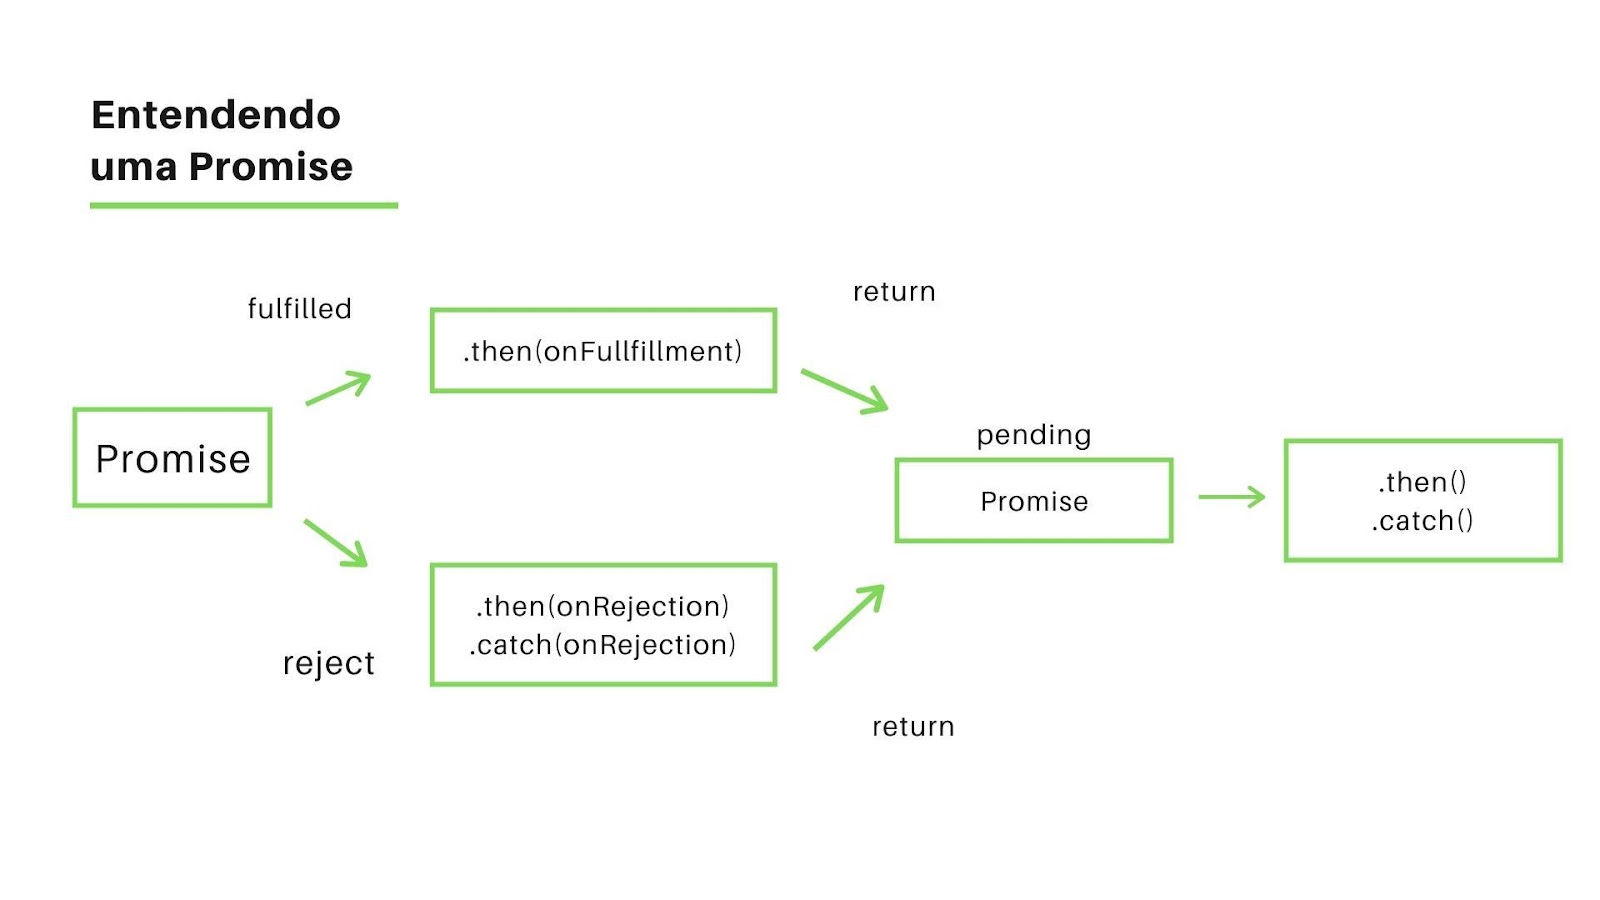 Entendendo
uma Promise
fulfilled
.then(onFullfillment)
return
Promise
pending
Promise
.then()
.catch()
reject
.then(onRejection)
.catch(onRejection)
return